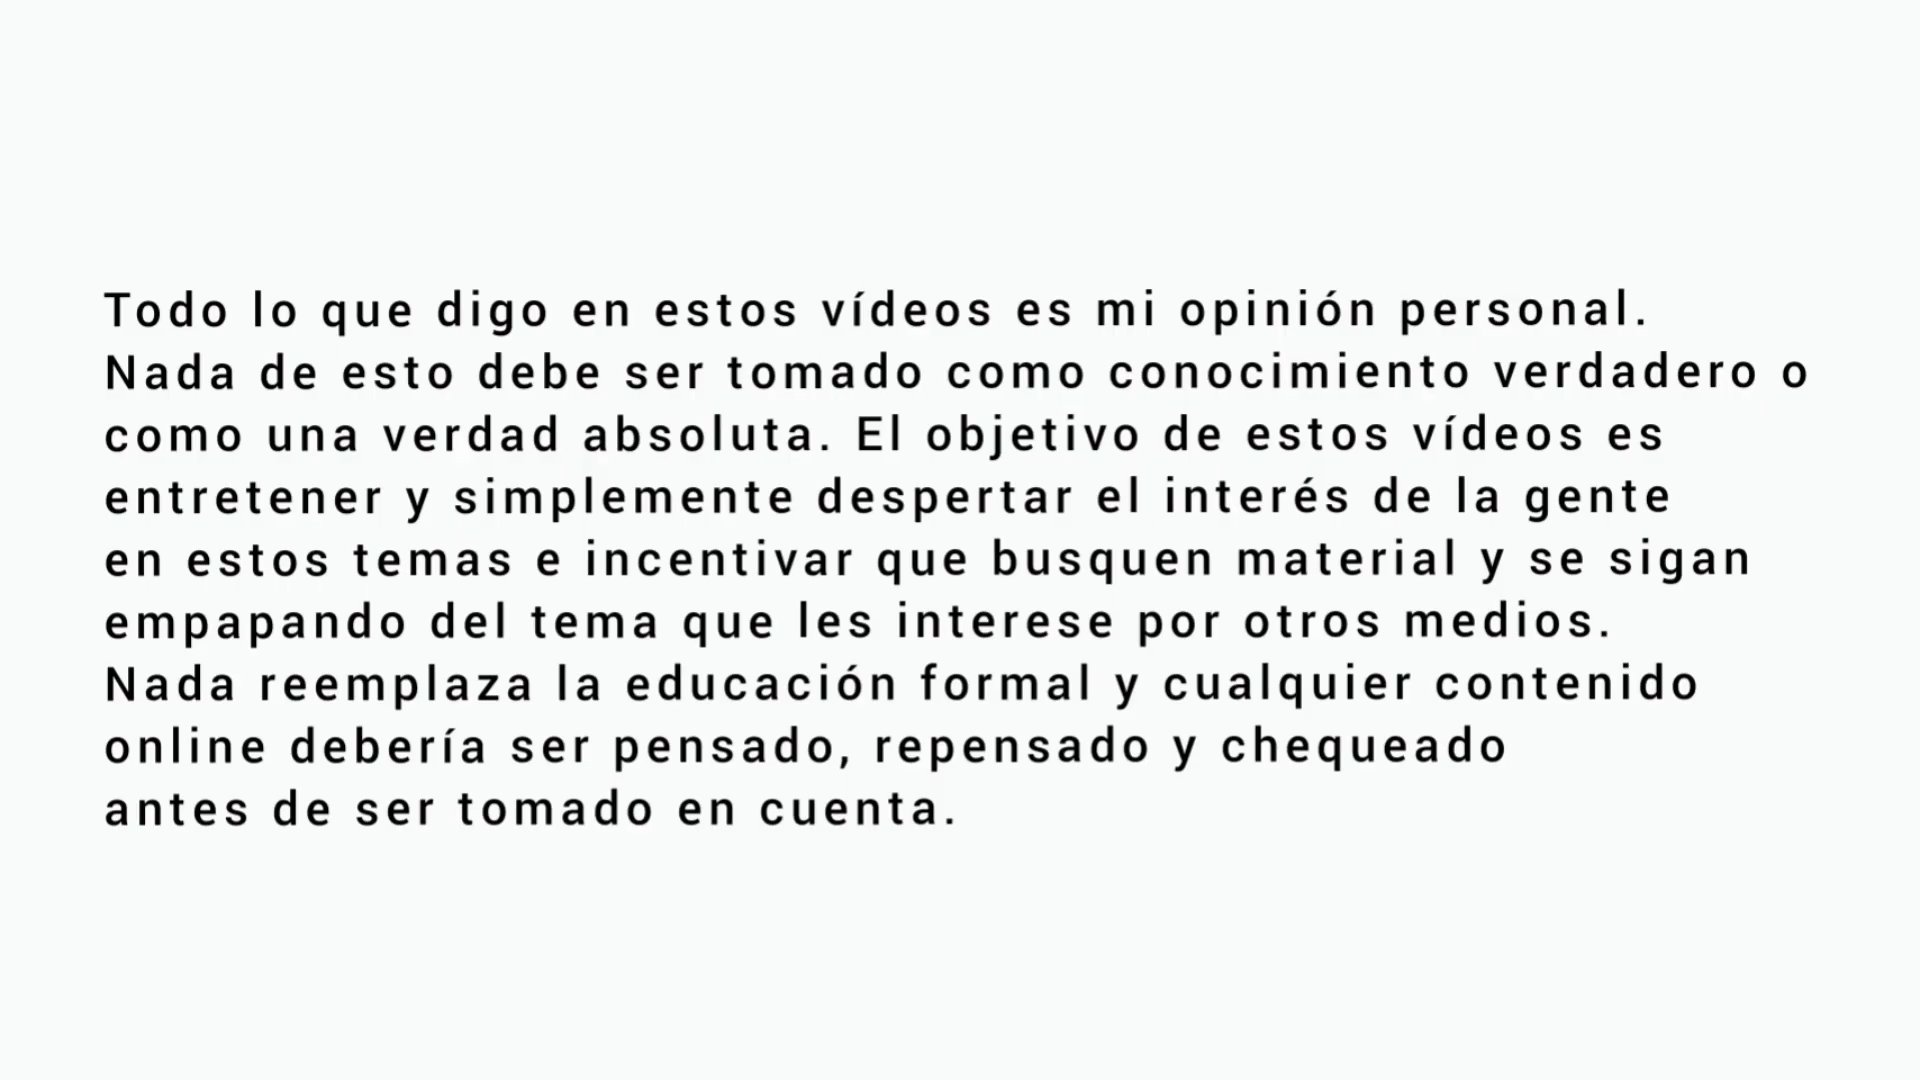 Todo lo que digo en estos vídeos es mi opinión personal.
Nada de esto debe ser tomado como conocimiento verdadero o
como una verdad absoluta. El objetivo de estos vídeos es
entretener y simplemente despertar el interés de la gente
en estos temas e incentivar que busquen material y se sigan
empapando del tema que les interese por otros medios.
Nada reemplaza la educación formal y cualquier contenido
online debería ser pensado, repensado y chequeado
antes de ser tomado en cuenta.